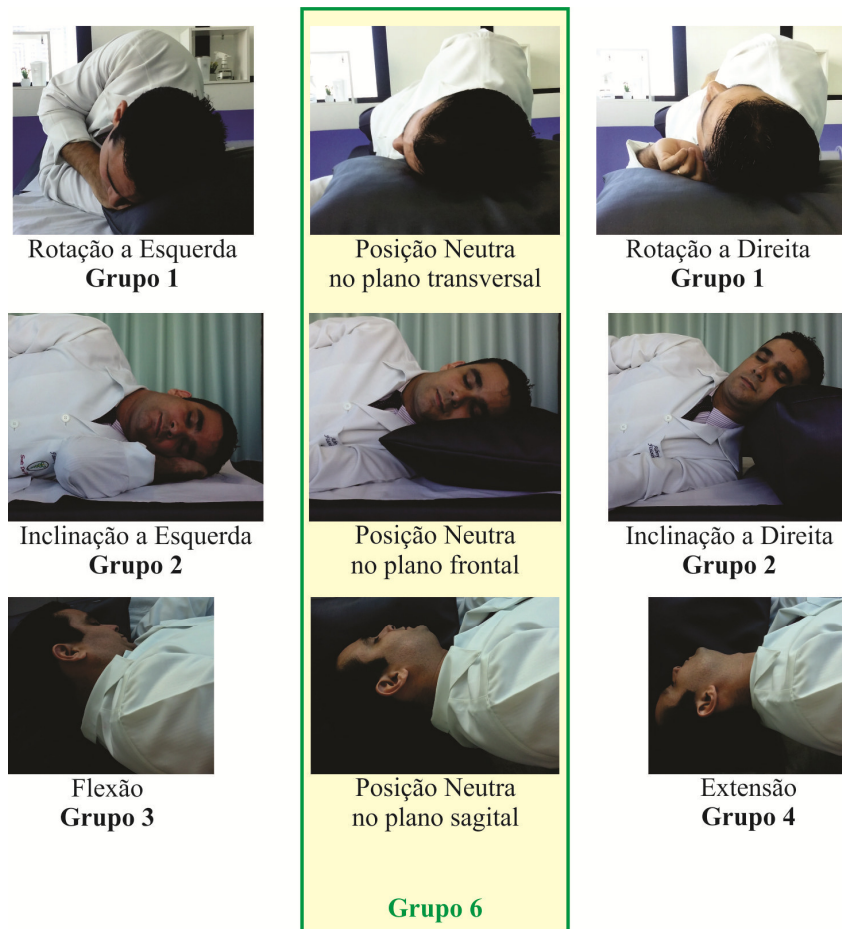 Rotação a Esquerda
Grupo 1
Posição Neutra
no plano transversal
Rotação a Direita
Grupo 1
Inclinação a Esquerda
Grupo 2
Posição Neutra
no plano frontal
Inclinação a Direita
Grupo 2
Flexão
Grupo 3
Posição Neutra
no plano sagital
Extensão
Grupo 4
Grupo 6